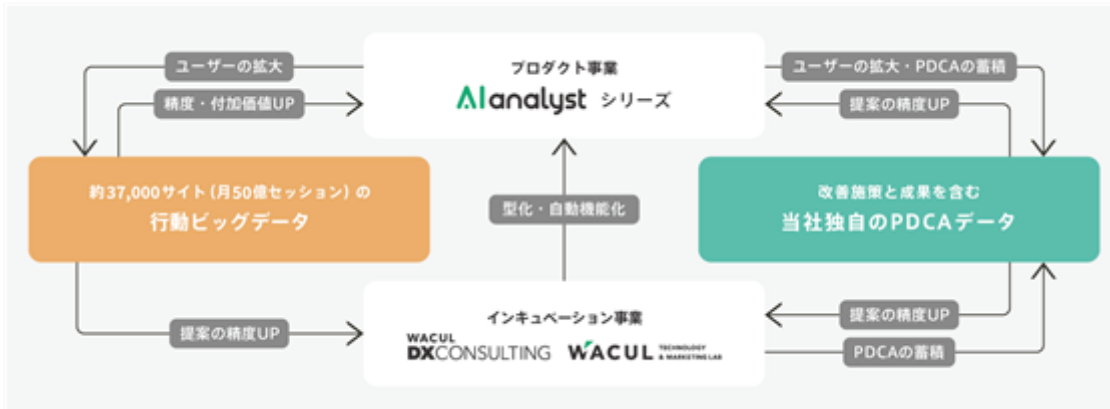 ユーザーの拡大
プロダクト事業
ユーザーの拡大・PDCAの蓄積
精度・付加価値UP
AI analyst シリーズ
提案の精度UP
約37,000サイト(月50億セッション)の
行動ビッグデータ
型化・自動機能化
改善施策と成果を含む
当社独自のPDCAデータ
提案の精度UP
インキュベーション事業
提案の精度UP
WACUL
DXCONSULTING
WACUL TECHNOLOGY
& MARKETING LAB
PDCAの蓄積